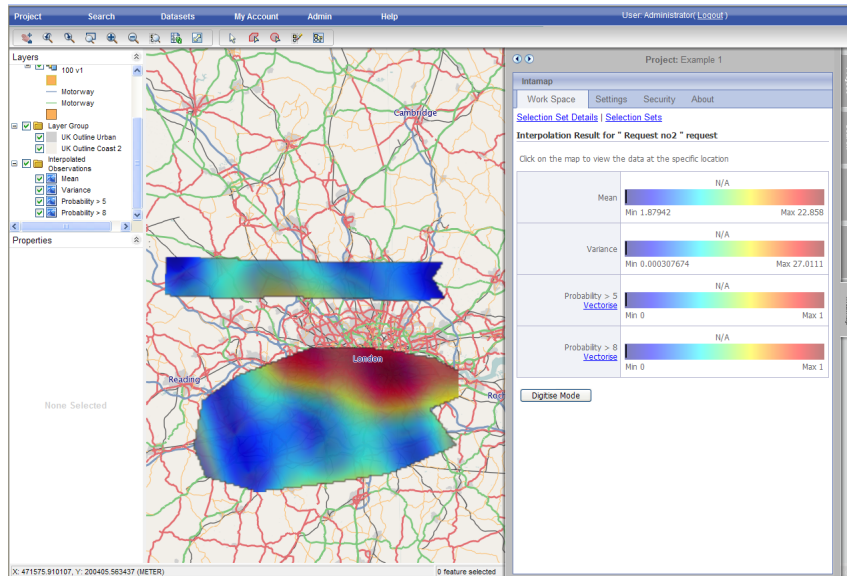 Project Search Datasets My Account Admin Help User: Administrator( Logout )
Layers
100 v1
Motorway
Motorway
Layer Group
UK Outline Urban
UK Outline Coast 2
Interpolated
Observations
Mean
Variance
Probability > 5
Probability > 8
Properties
None Selected
Cambridge
London
Reading
Roc
X: 471575.910107, Y: 200405.563437 (METER) 0 feature selected
Project: Example 1
Intamap
Work Space Settings Security About
Selection Set Details | Selection Sets
Interpolation Result for " Request no2 " request
Click on the map to view the data at the specific location
N/A
Mean
Min 1.87942 Max 22.858
N/A
Variance
Min 0.000307674 Max 27.0111
N/A
Probability > 5
Vectorise
Min 0 Max 1
N/A
Probability > 8
Vectorise
Min 0 Max 1
Digitise Mode